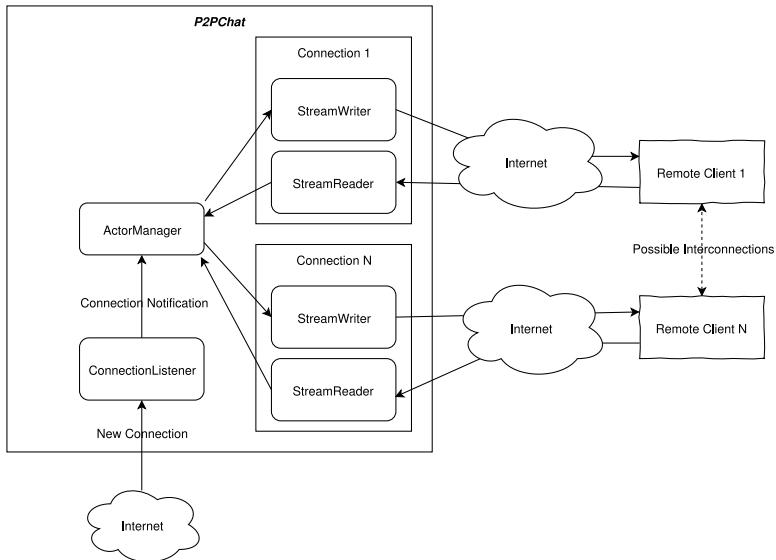 P2PChat
Connection 1
StreamWriter
StreamReader
Internet
Remote Client 1
ActorManager
Possible Interconnections
Connection N
Connection Notification
StreamWriter
Internet
Remote Client N
ConnectionListener
StreamReader
New Connection
Internet